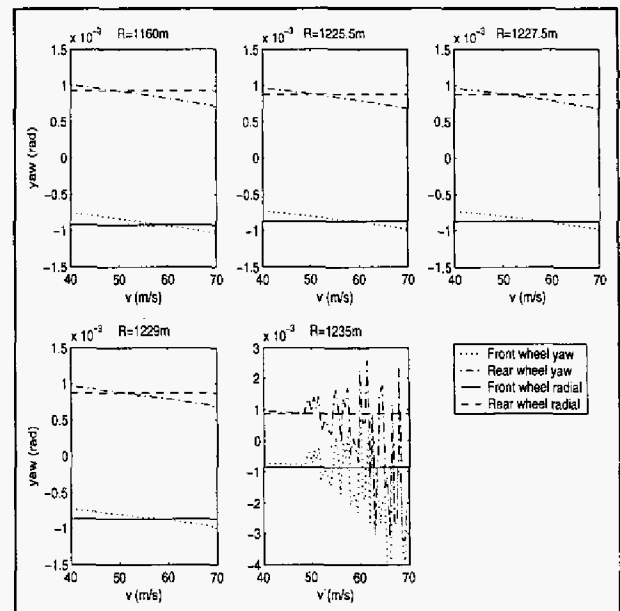 x 10⁻³ R=1160m
x 10⁻³ R=1225.5m
x 10⁻³ R=1227.5m
1.5
1
0.5
0
-0.5
-1
-1.5
yaw (rad)
40 50 60 70
v (m/s)
1.5
1
0.5
0
-0.5
-1
-1.5
40 50 60 70
v (m/s)
1.5
1
0.5
0
-0.5
-1
-1.5
40 50 60 70
v (m/s)
x 10⁻³ R=1229m
x 10⁻³ R=1235m
1.5
1
0.5
0
-0.5
-1
-1.5
yaw (rad)
40 50 60 70
v (m/s)
4
3
2
1
0
-1
-2
-3
-4
40 50 60 70
v (m/s)
Front wheel yaw
Rear wheel yaw
Front wheel radial
Rear wheel radial